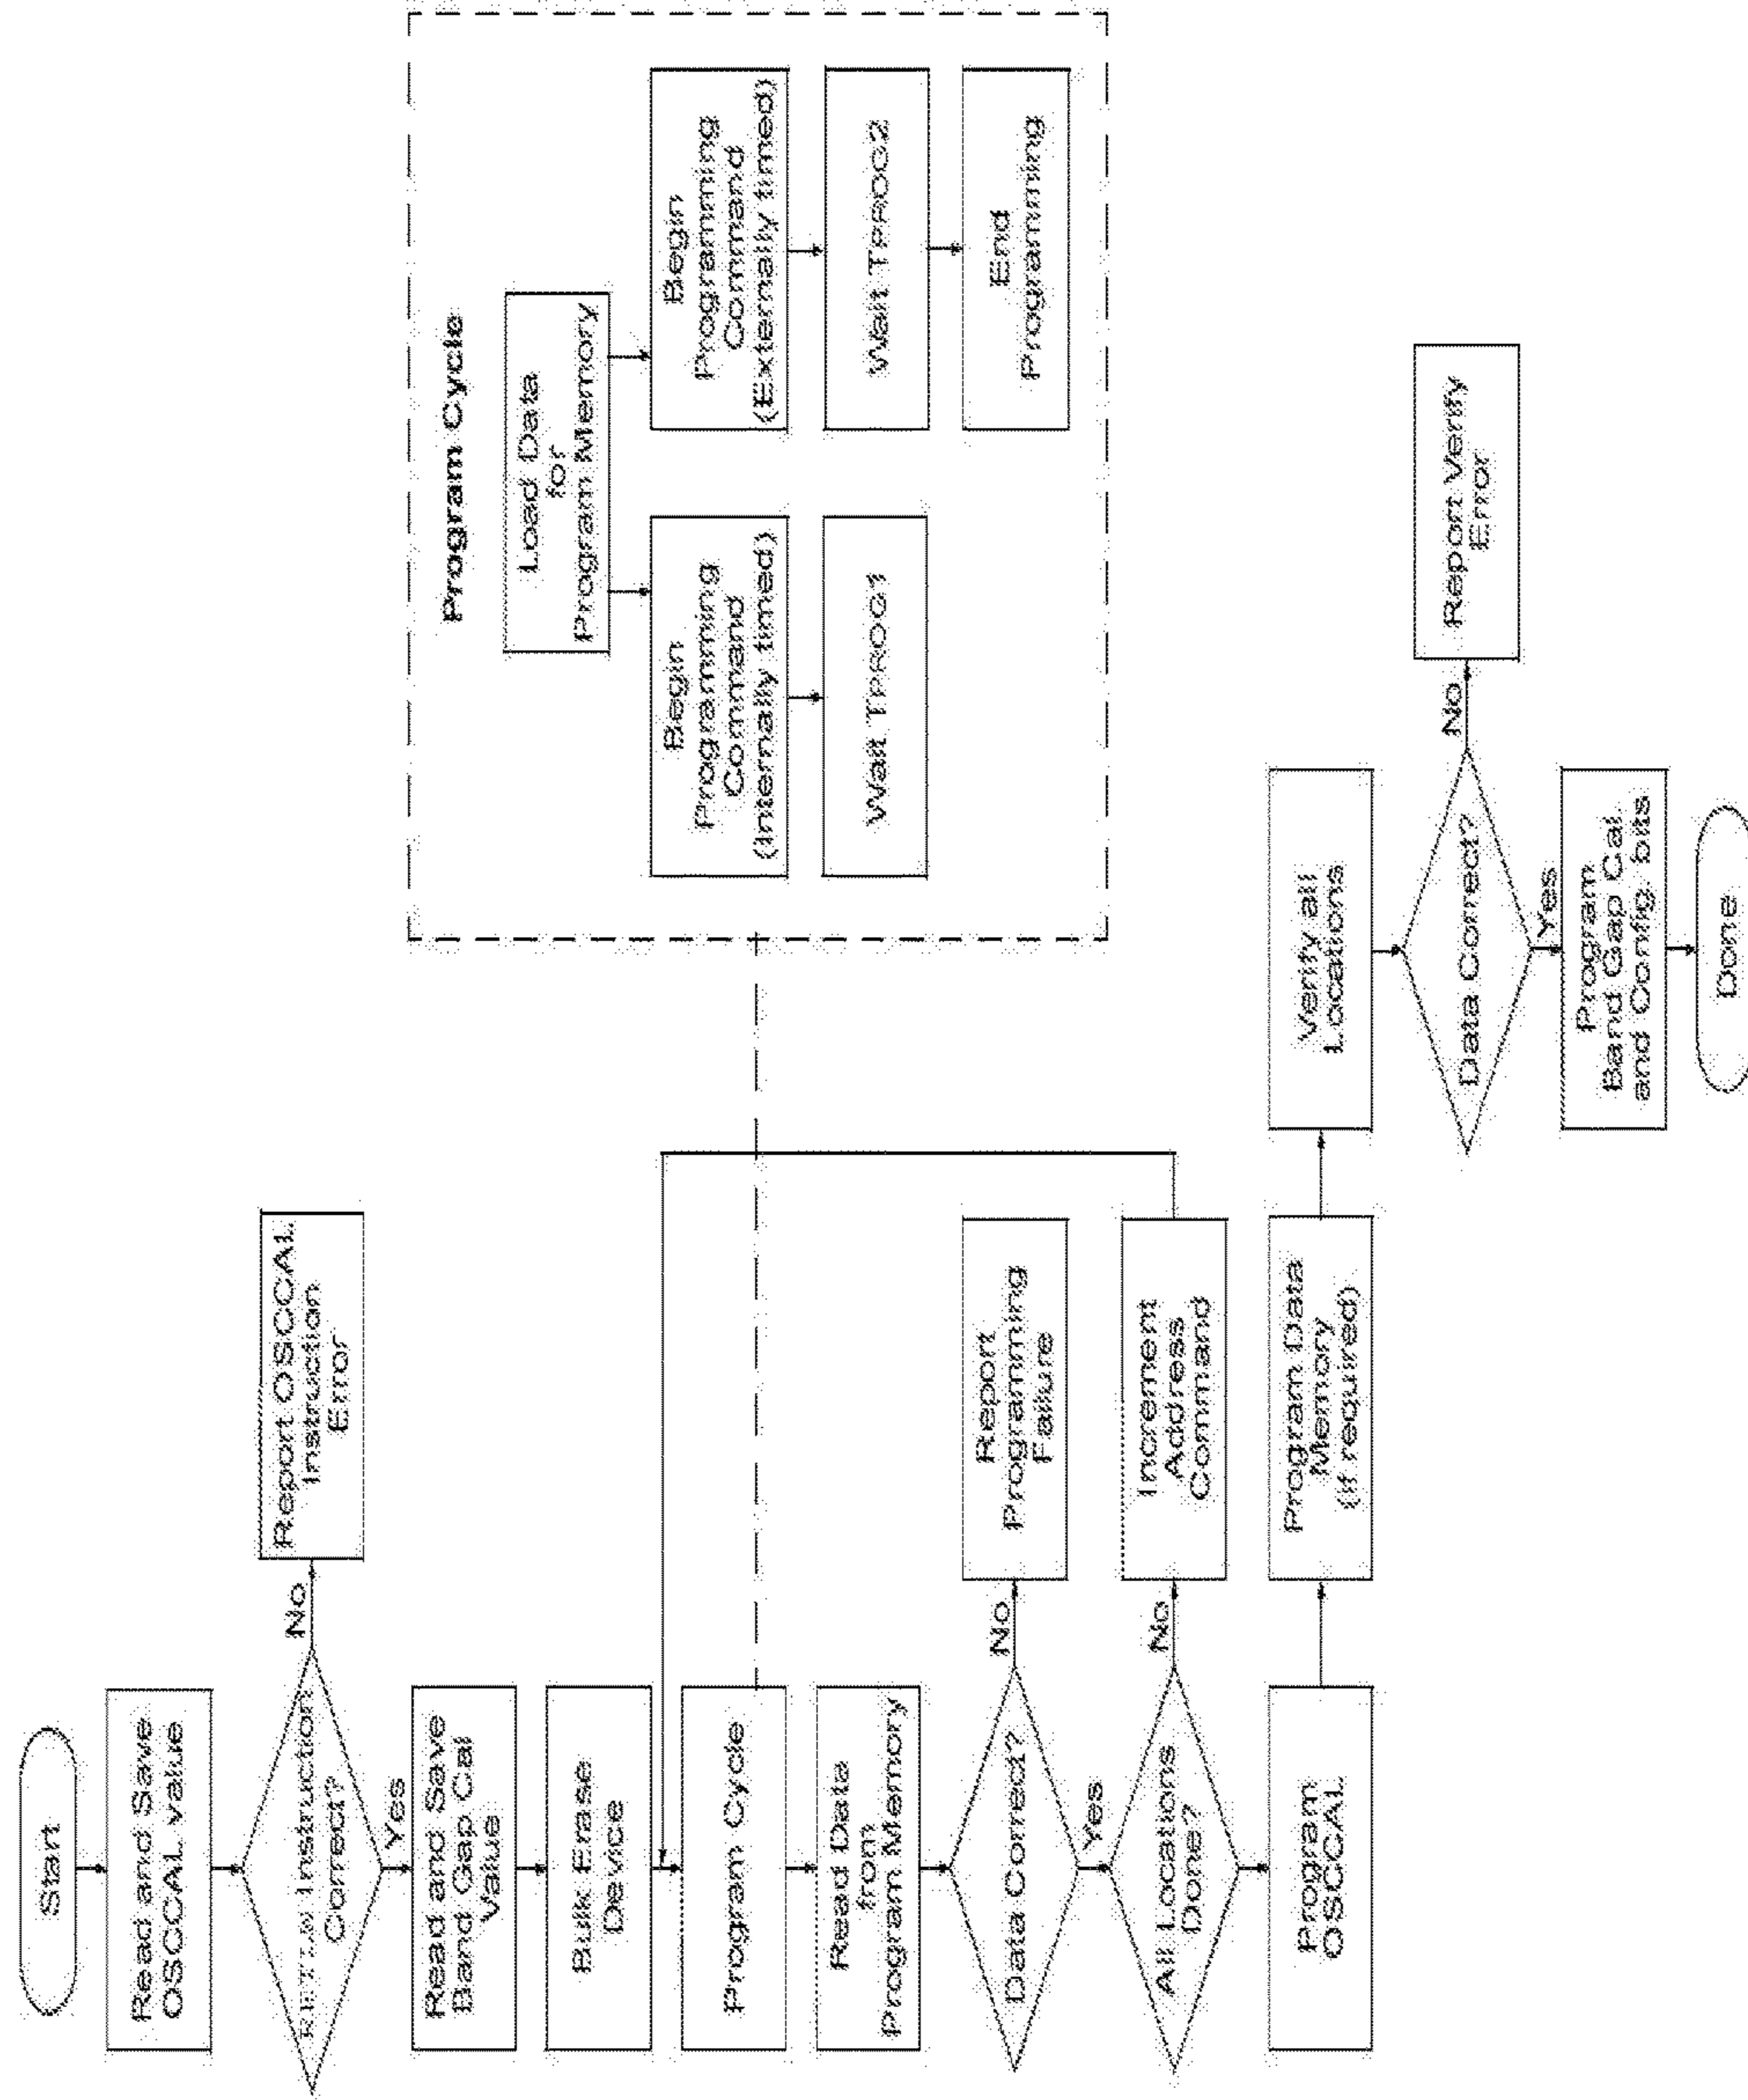 Start
Read and Save
OSCCAL value
RETLW Instruction
Correct?
No
Report OSCCAL
Instruction
Error
Yes
Read and Save
Band Gap Cal
Value
Bulk Erase
Device
Program Cycle
Read Data
from
Program Memory
Data Correct?
No
Report
Programming
Failure
Yes
All Locations
Done?
No
Increment
Address
Command
Program
OSCCAL
Program Data
Memory
(if required)
Verify all
Locations
Data Correct?
No
Report Verify
Error
Yes
Program
Band Gap Cal.
and Config. bits
Done
Program Cycle
Load Data
for
Program Memory
Begin
Programming
Command
(Internally timed)
Wait TPROG1
Begin
Programming
Command
(Externally timed)
Wait TPROG2
End
Programming